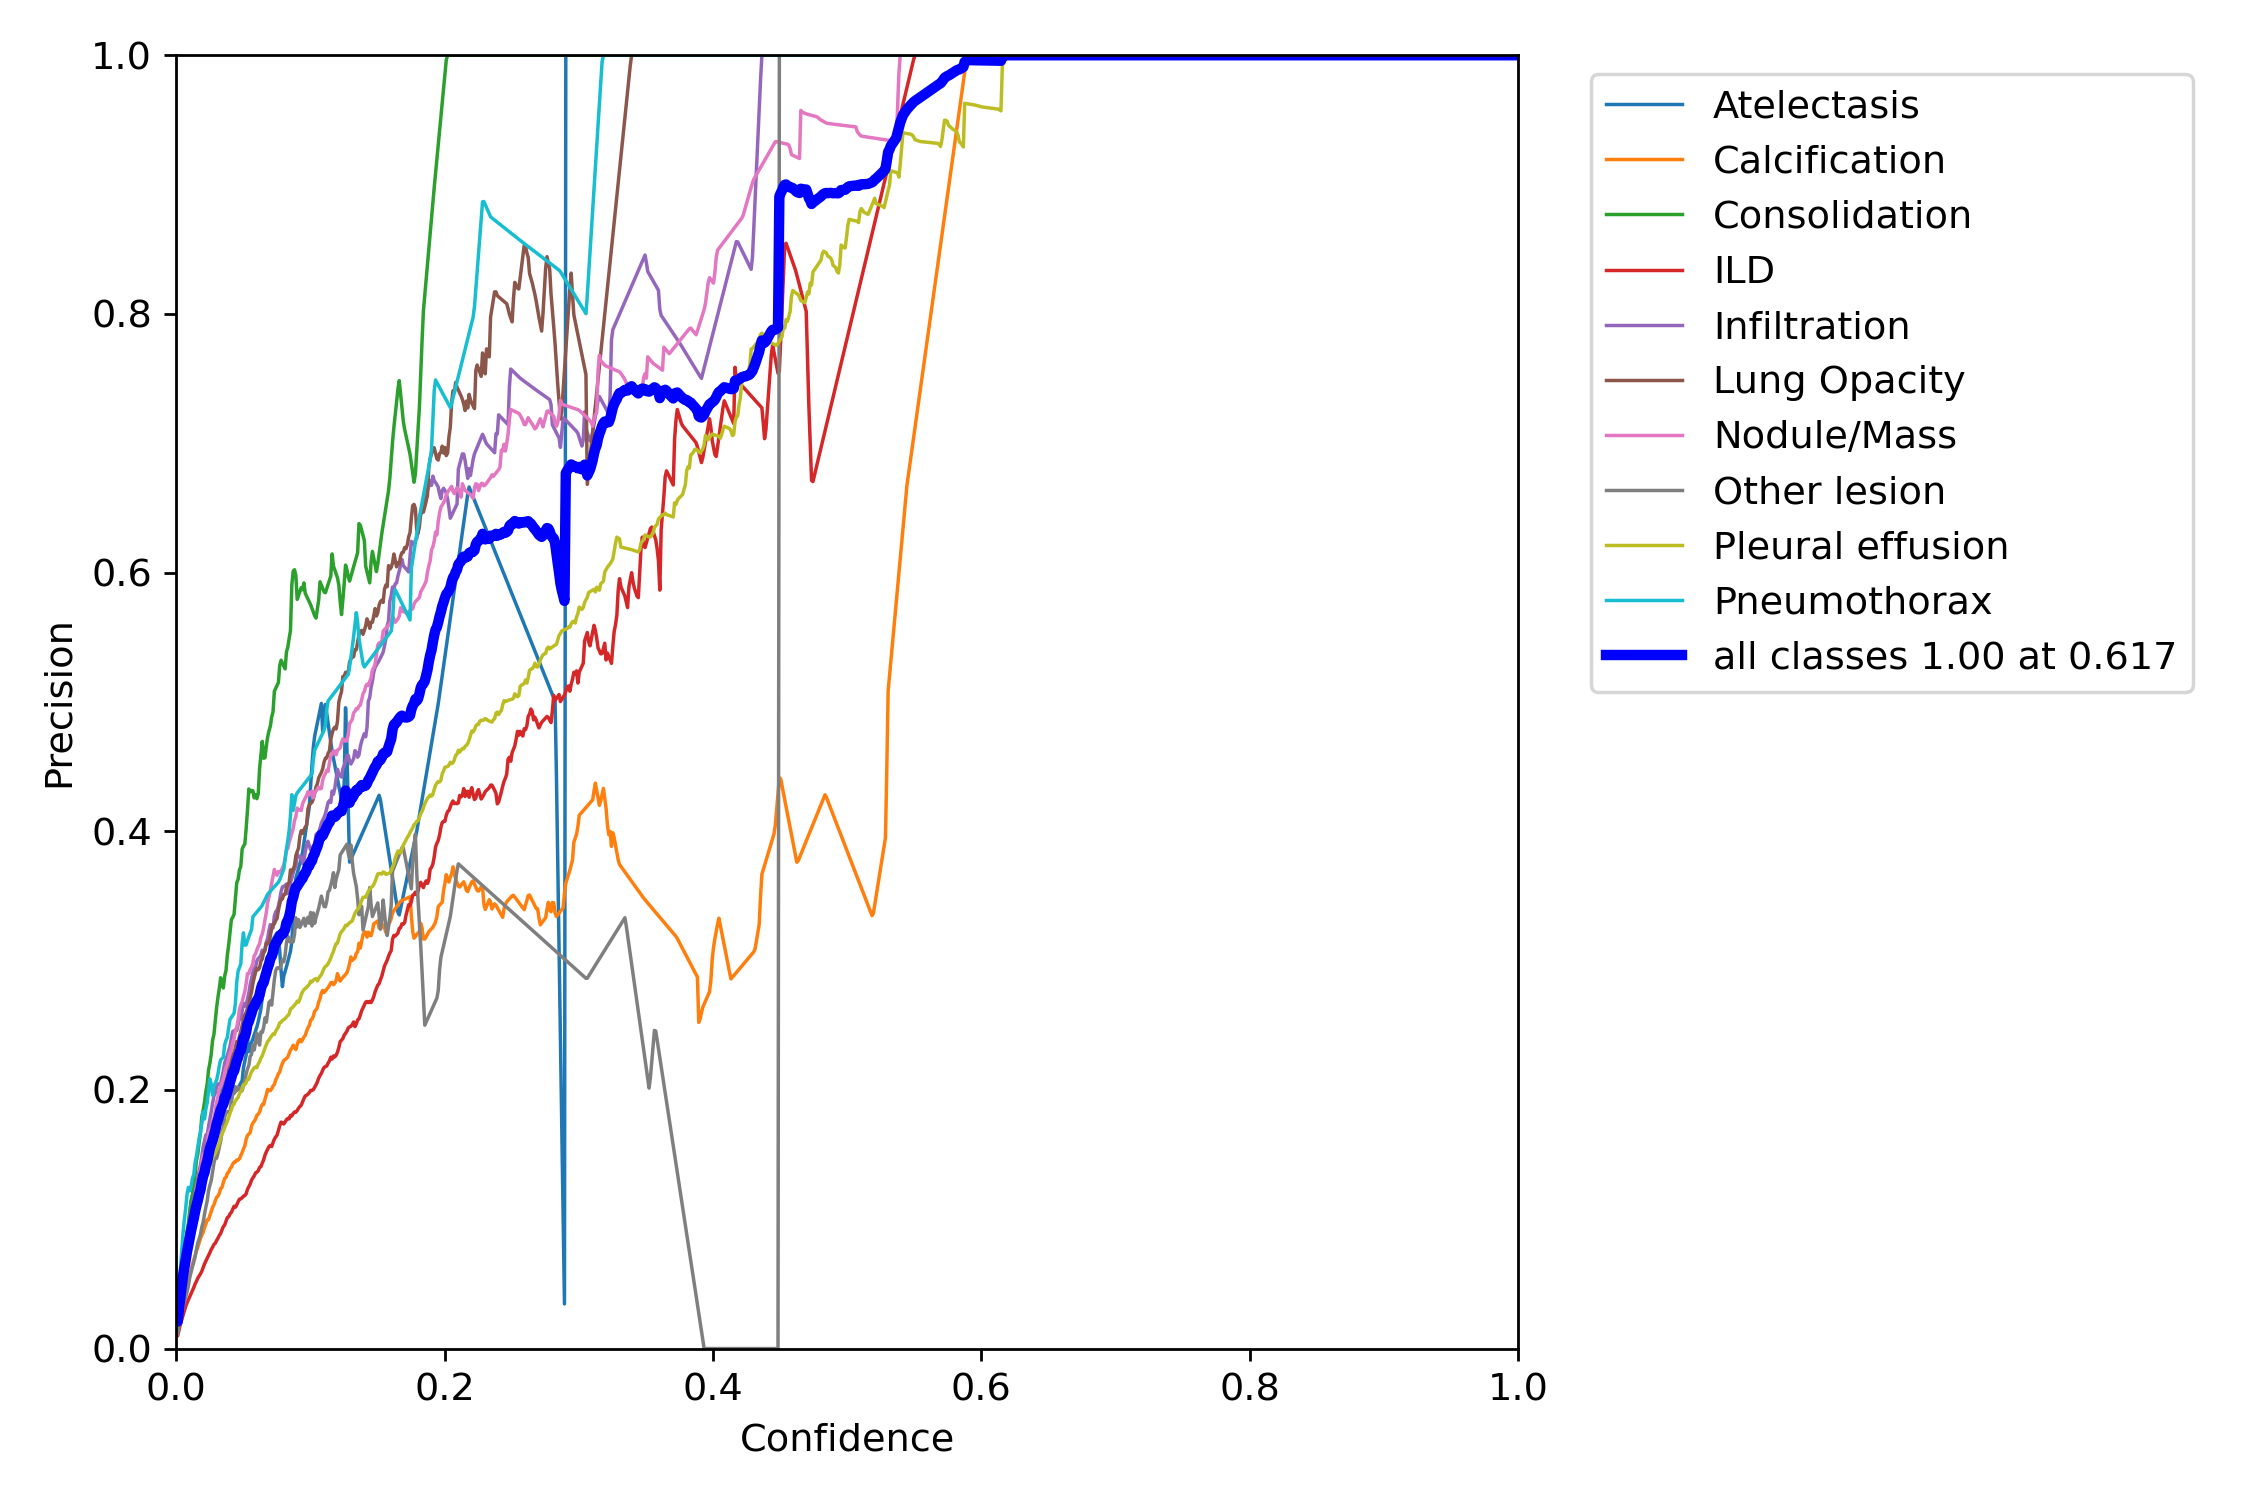 1.0
0.8
0.6
0.4
0.2
0.0
Precision
0.0 0.2 0.4 0.6 0.8 1.0
Confidence
Atelectasis
Calcification
Consolidation
ILD
Infiltration
Lung Opacity
Nodule/Mass
Other lesion
Pleural effusion
Pneumothorax
all classes 1.00 at 0.617